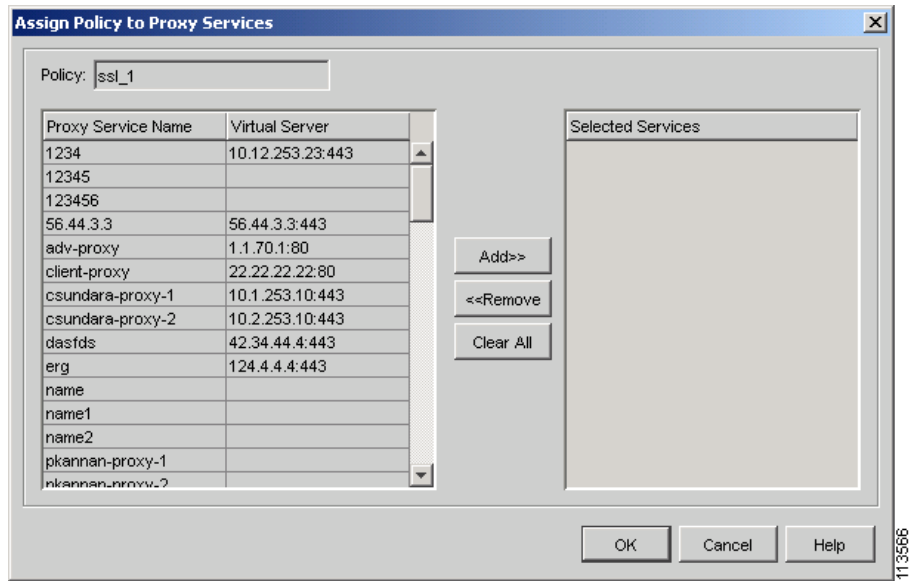 Assign Policy to Proxy Services
Policy: ssl_1
Proxy Service Name Virtual Server
1234 10.12.253.23:443
12345
123456
56.44.3.3 56.44.3.3:443
adv-proxy 1.1.70.1:80
client-proxy 22.22.22.22:80
csundara-proxy-1 10.1.253.10:443
csundara-proxy-2 10.2.253.10:443
dasfds 42.34.44.4:443
erg 124.4.4.4:443
name
name1
name2
pkannan-proxy-1
pkannan-proxy-2
Add>>
<<Remove
Clear All
Selected Services
OK Cancel Help
113566